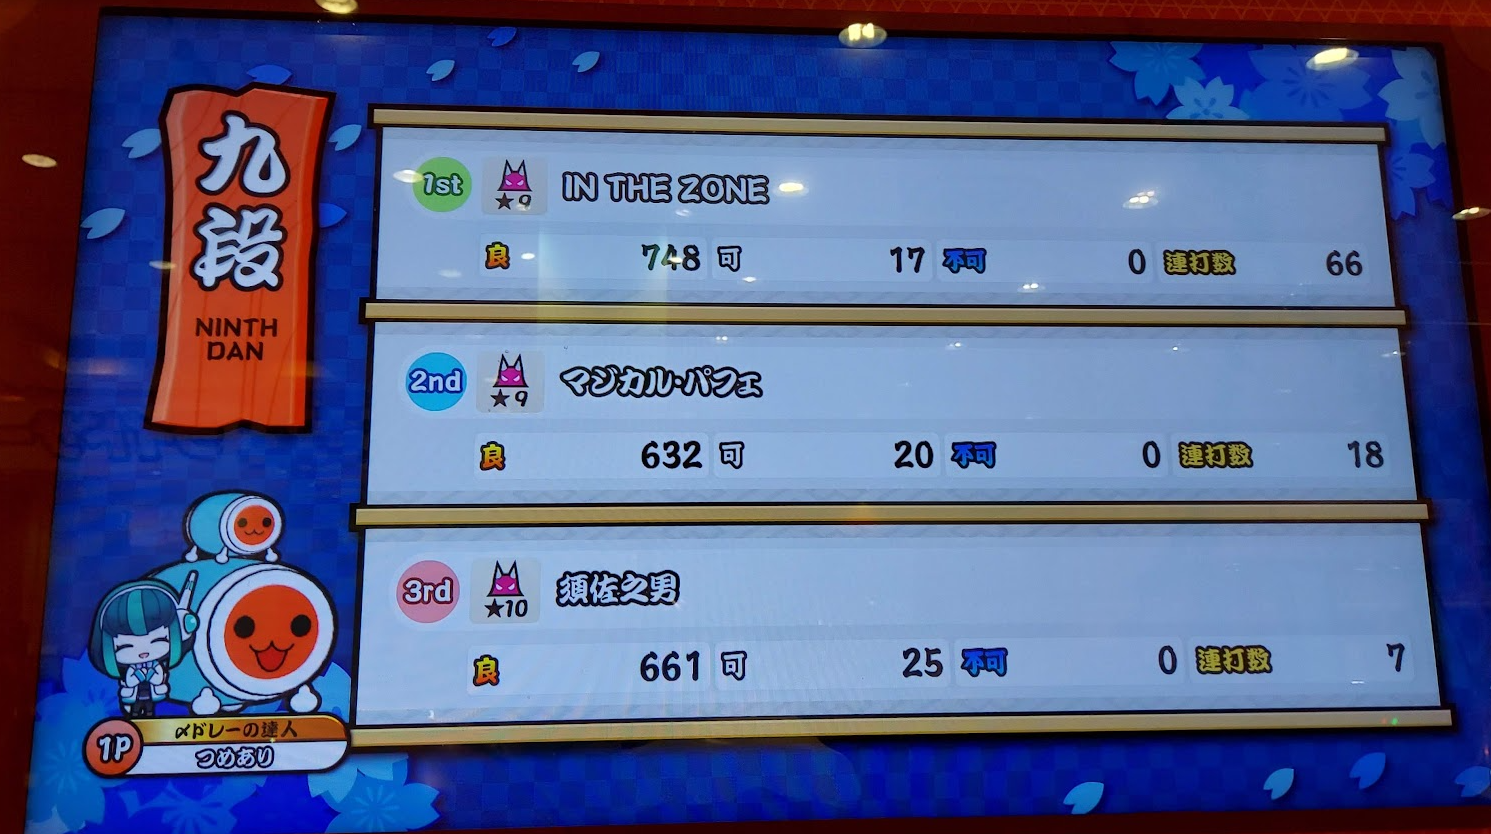 九段
NINTH
DAN
1st
★9
IN THE ZONE
良 748 可 17 不可 0 連打数 66
2nd
★9
マジカル・パフェ
良 632 可 20 不可 0 連打数 18
3rd
★10
須佐之男
良 661 可 25 不可 0 連打数 7
1P
〆ドレーの達人
つめあり